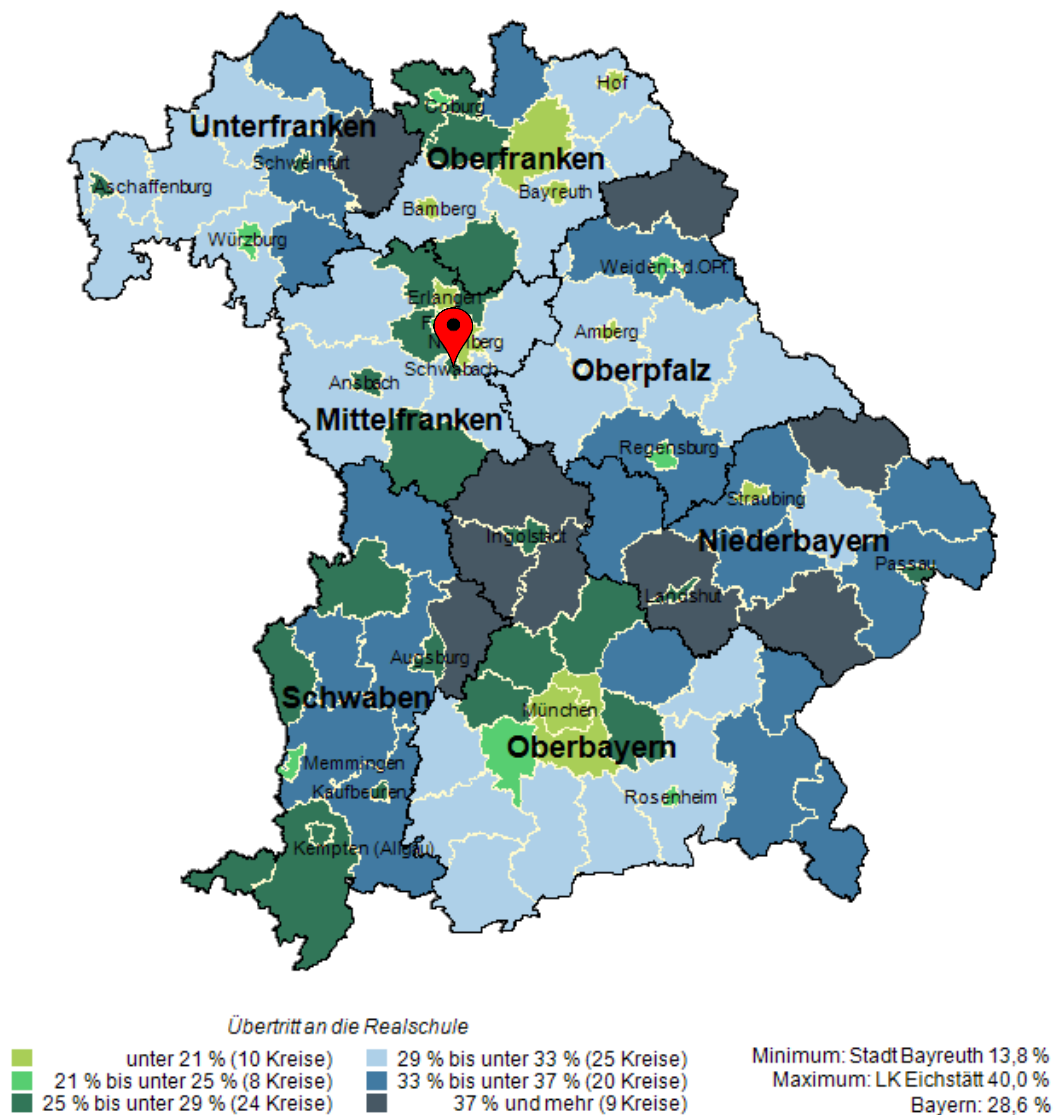 Hof
Coburg
Unterfranken
Oberfranken
Schweinfurt
Aschaffenburg
Bayreuth
Bamberg
Würzburg
Weiden i.d.OPf.
Erlangen
Amberg
Schwabach
Oberpfalz
Ansbach
Mittelfranken
Regensburg
Straubing
Ingolstadt
Niederbayern
Passau
Landshut
Augsburg
Schwaben
München
Oberbayern
Memmingen
Kaufbeuren
Rosenheim
Kempten (Allgäu)
Übertritt an die Realschule
unter 21 % (10 Kreise)
21 % bis unter 25 % (8 Kreise)
25 % bis unter 29 % (24 Kreise)
29 % bis unter 33 % (25 Kreise)
33 % bis unter 37 % (20 Kreise)
37 % und mehr (9 Kreise)
Minimum: Stadt Bayreuth 13,8 %
Maximum: LK Eichstätt 40,0 %
Bayern: 28,6 %